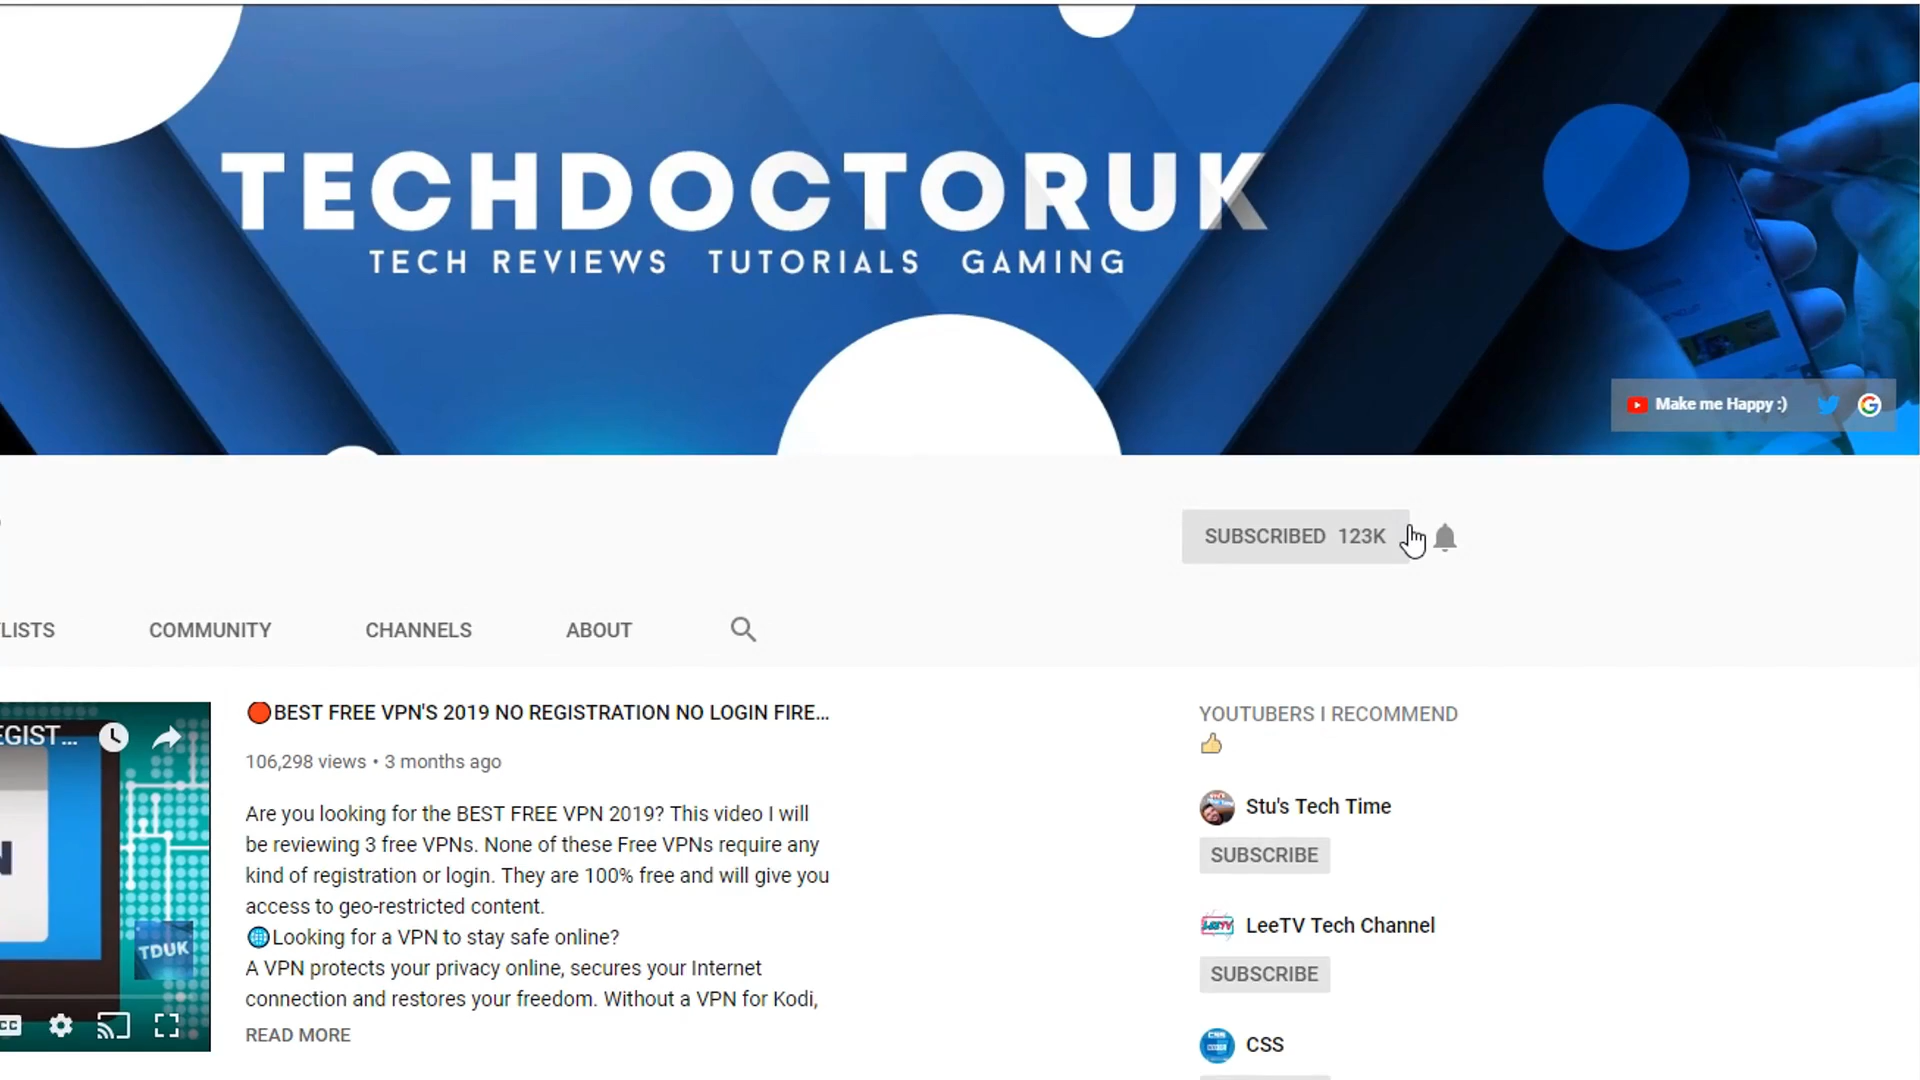 TECHDOCTORUK
TECH REVIEWS TUTORIALS GAMING
Make me Happy :)
SUBSCRIBED 123K
LISTS
COMMUNITY
CHANNELS
ABOUT
EGIST...
N
TDUK
CC
🔴BEST FREE VPN'S 2019 NO REGISTRATION NO LOGIN FIRE...
106,298 views • 3 months ago
Are you looking for the BEST FREE VPN 2019? This video I will
be reviewing 3 free VPNs. None of these Free VPNs require any
kind of registration or login. They are 100% free and will give you
access to geo-restricted content.
🌐Looking for a VPN to stay safe online?
A VPN protects your privacy online, secures your Internet
connection and restores your freedom. Without a VPN for Kodi,
READ MORE
YOUTUBERS I RECOMMEND
👍
Stu's Tech Time
SUBSCRIBE
LeeTV Tech Channel
SUBSCRIBE
CSS